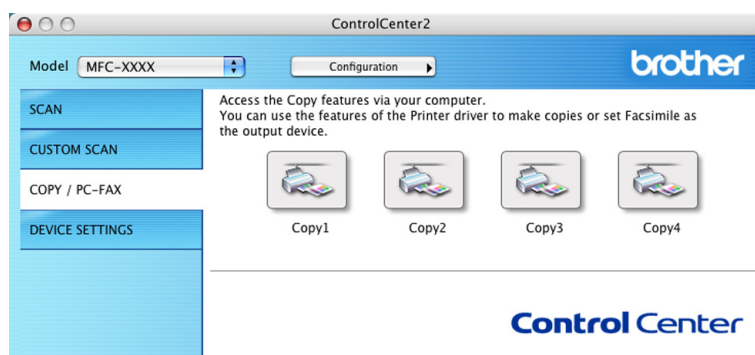 ControlCenter2
Model MFC-XXXX Configuration brother
SCAN
CUSTOM SCAN
COPY / PC-FAX
DEVICE SETTINGS
Access the Copy features via your computer.
You can use the features of the Printer driver to make copies or set Facsimile as
the output device.
Copy1 Copy2 Copy3 Copy4
Control Center